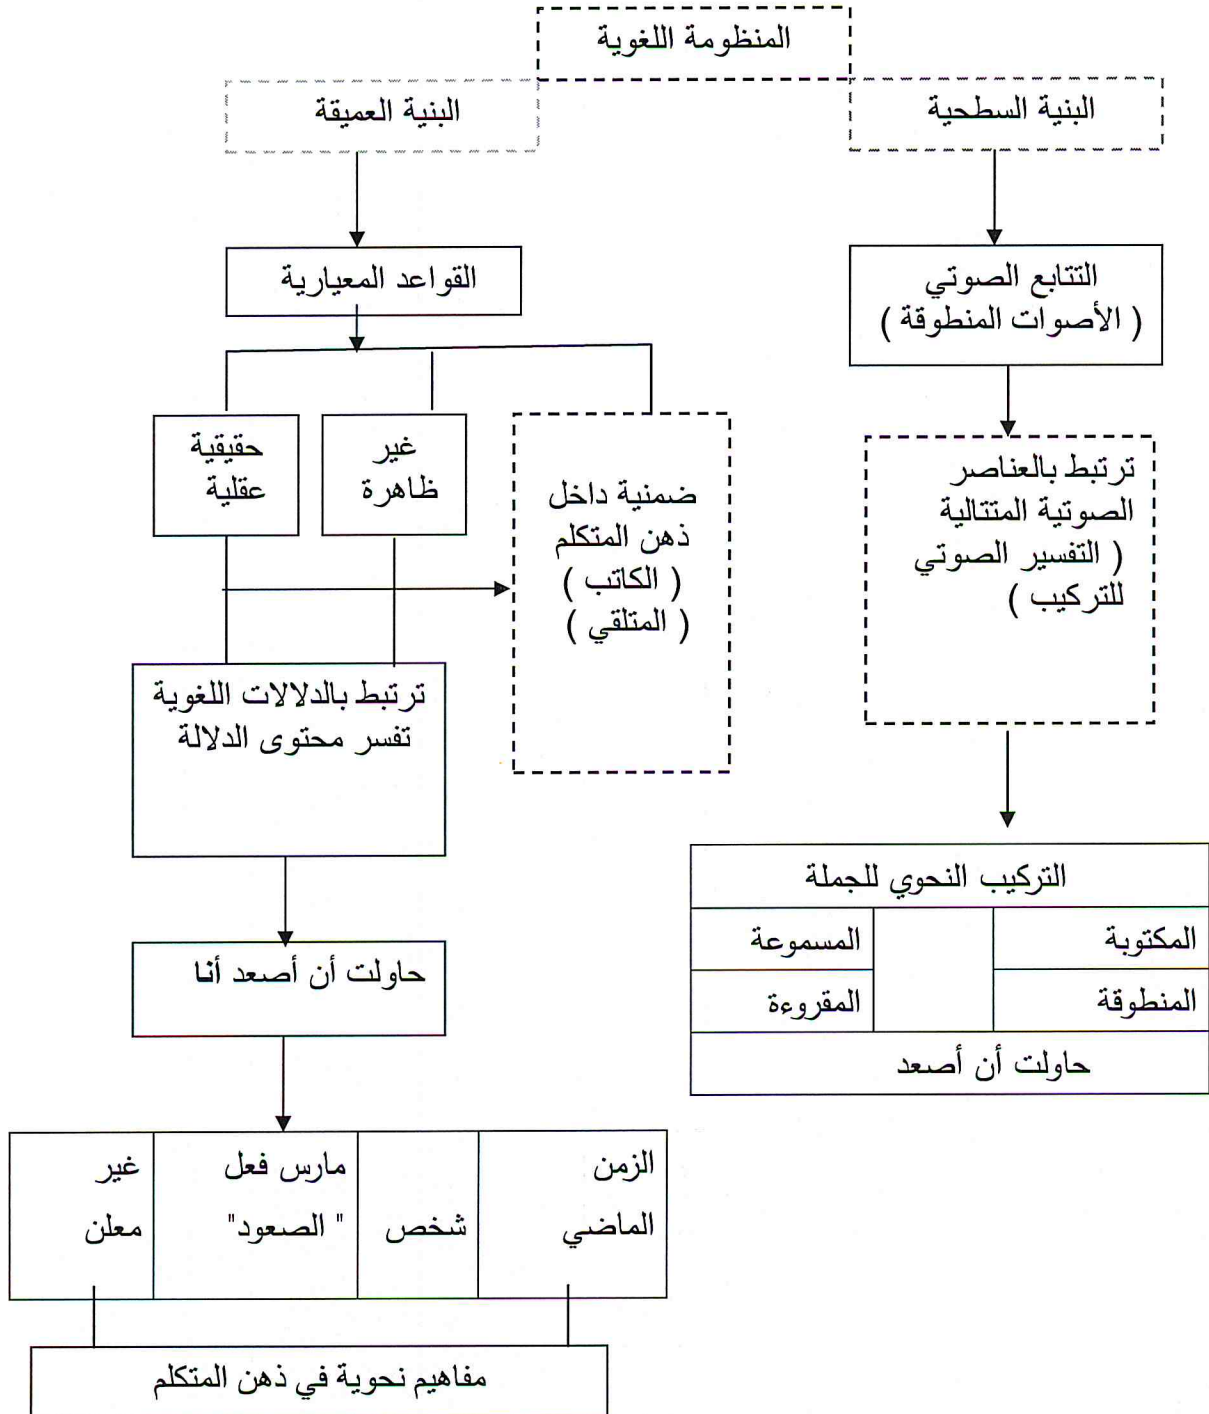 المنظومة اللغوية
البنية السطحية
البنية العميقة
التتابع الصوتي
( الأصوات المنطوقة )
ترتبط بالعناصر
الصوتية المتتالية
( التفسير الصوتي
للتركيب )
التركيب النحوي للجملة
المكتوبة
المسموعة
المنطوقة
المقروءة
حاولت أن أصعد
القواعد المعيارية
ضمنية داخل
ذهن المتكلم
( الكاتب )
( المتلقي )
غير
ظاهرة
حقيقية
عقلية
ترتبط بالدلالات اللغوية
تفسر محتوى الدلالة
حاولت أن أصعد أنا
الزمن
الماضي
شخص
مارس فعل
" الصعود"
غير
معلن
مفاهيم نحوية في ذهن المتكلم